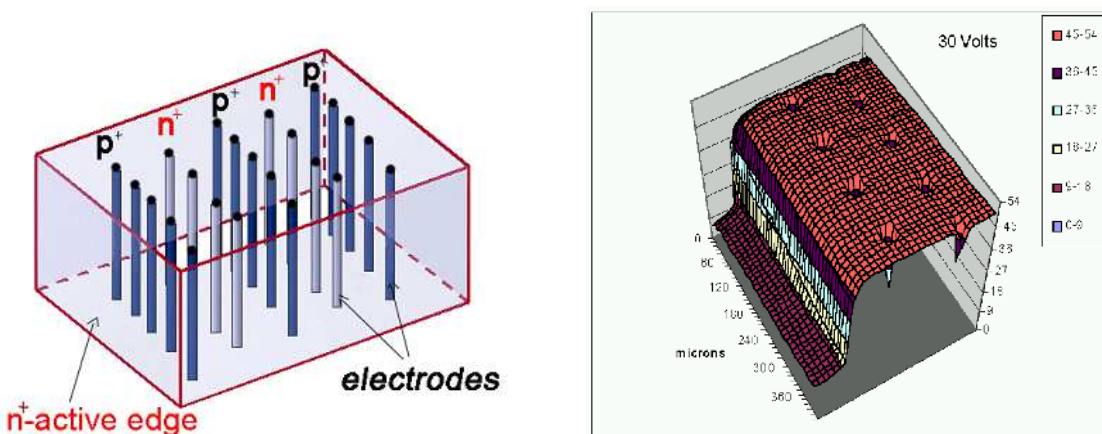 p⁺
n⁺
p⁺
n⁺
p⁺
electrodes
n⁺-active edge
30 Volts
45-54
36-45
27-36
18-27
9-18
0-9
54
45
36
27
18
9
0
0
60
120
180
240
300
360
microns